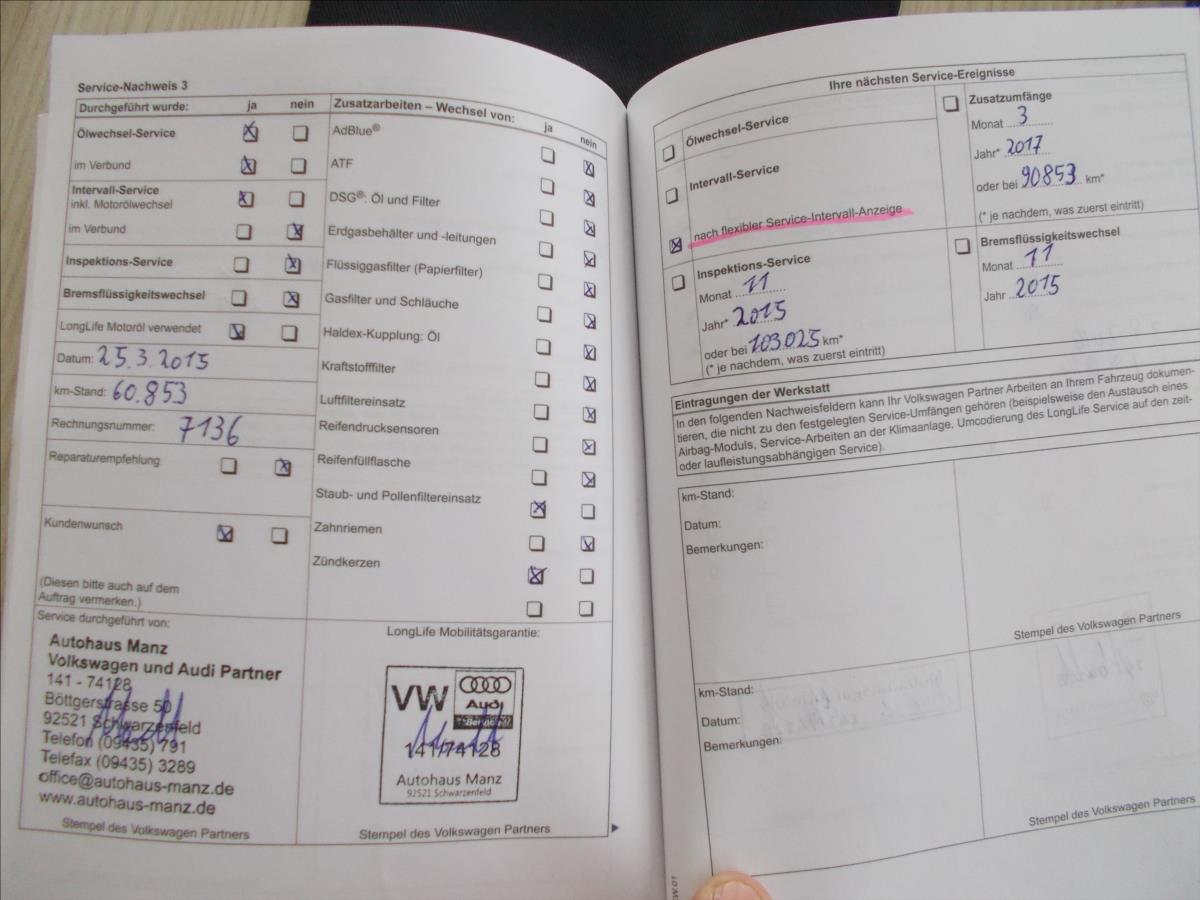 Service-Nachweis 3
Durchgeführt wurde: ja nein
Ölwechsel-Service
im Verbund
Intervall-Service
inkl. Motorölwechsel
im Verbund
Inspektions-Service
Bremsflüssigkeitswechsel
LongLife Motoröl verwendet
Datum: 25.3.2015
km-Stand: 60.853
Rechnungsnummer: 7136
Reparaturempfehlung
Kundenwunsch
(Diesen bitte auch auf dem
Auftrag vermerken.)
Service durchgeführt von:
Autohaus Manz
Volkswagen und Audi Partner
141 - 74128
Böttgerstrasse 50
92521 Schwarzenfeld
Telefon (09435) 791
Telefax (09435) 3289
office@autohaus-manz.de
www.autohaus-manz.de
Stempel des Volkswagen Partners
Zusatzarbeiten – Wechsel von: ja nein
AdBlue®
ATF
DSG®: Öl und Filter
Erdgasbehälter und -leitungen
Flüssiggasfilter (Papierfilter)
Gasfilter und Schläuche
Haldex-Kupplung: Öl
Kraftstofffilter
Luftfiltereinsatz
Reifendrucksensoren
Reifenfüllflasche
Staub- und Pollenfiltereinsatz
Zahnriemen
Zündkerzen
LongLife Mobilitätsgarantie:
VW
Audi
Service
141/74128
Autohaus Manz
92521 Schwarzenfeld
Stempel des Volkswagen Partners
Ihre nächsten Service-Ereignisse
Ölwechsel-Service
Intervall-Service
nach flexibler Service-Intervall-Anzeige
Inspektions-Service
Monat 11
Jahr* 2015
oder bei 103.025 km*
(* je nachdem, was zuerst eintritt)
Zusatzumfänge
Monat 3
Jahr* 2017
oder bei 90853 km*
(* je nachdem, was zuerst eintritt)
Bremsflüssigkeitswechsel
Monat 11
Jahr 2015
Eintragungen der Werkstatt
In den folgenden Nachweisfeldern kann Ihr Volkswagen Partner Arbeiten an Ihrem Fahrzeug dokumen-
tieren, die nicht zu den festgelegten Service-Umfängen gehören (beispielsweise den Austausch eines
Airbag-Moduls, Service-Arbeiten an der Klimaanlage, Umcodierung des LongLife Service auf den zeit-
oder laufleistungsabhängigen Service).
km-Stand:
Datum:
Bemerkungen:
Stempel des Volkswagen Partners
km-Stand:
Datum:
Bemerkungen:
Stempel des Volkswagen Partners